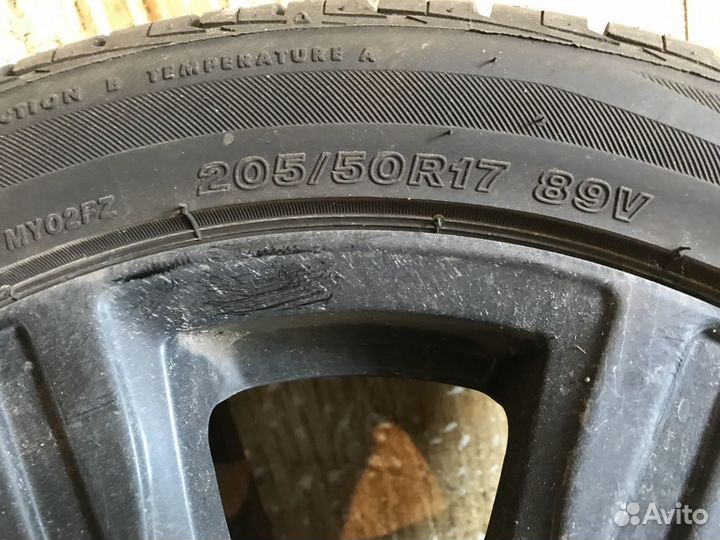 CTION B TEMPERATURE A
205/50R17 89V
MY02FZ
Avito